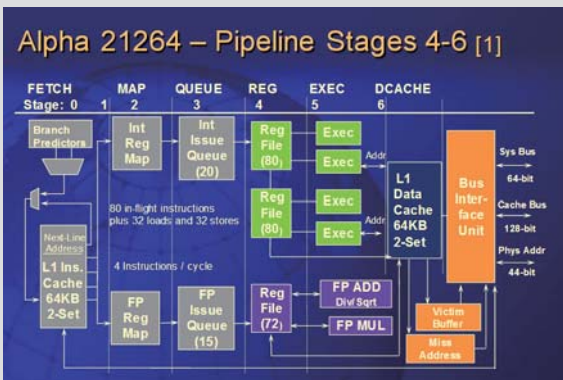 Alpha 21264 – Pipeline Stages 4-6 [1]
FETCH MAP QUEUE REG EXEC DCACHE
Stage: 0 1 2 3 4 5 6
Branch
Predictors
Int
Reg
Map
Int
Issue
Queue
(20)
Reg
File
(80)
Exec
Exec
Addr
80 in-flight instructions
plus 32 loads and 32 stores
Reg
File
(80)
Exec
Exec
Addr
L1
Data
Cache
64KB
2-Set
Bus
Inter-
face
Unit
Sys Bus
64-bit
Cache Bus
128-bit
Phys Addr
44-bit
Next-Line
Address
L1 Ins.
Cache
64KB
2-Set
4 Instructions / cycle
FP
Reg
Map
FP
Issue
Queue
(15)
Reg
File
(72)
FP ADD
Div/Sqrt
FP MUL
Victim
Buffer
Miss
Address